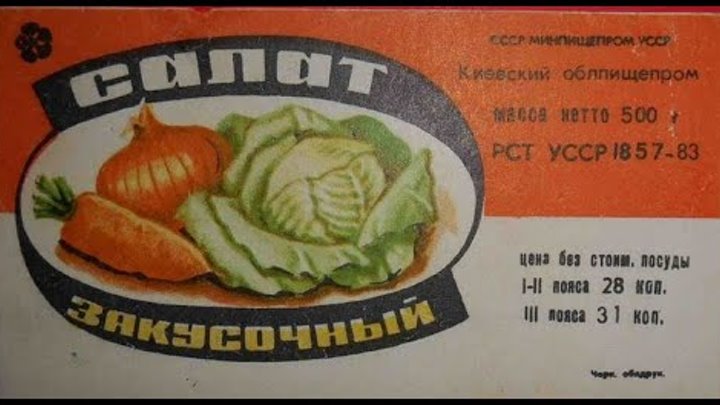 САЛАТ
ЗАКУСОЧНЫЙ
СССР МИНПИЩЕПРОМ УССР
Киевский облпищепром
масса нетто 500 г
РСТ УССР 1857-83
цена без стоим. посуды
I-II пояса 28 коп.
III пояса 31 коп.
Черк. облдрук.